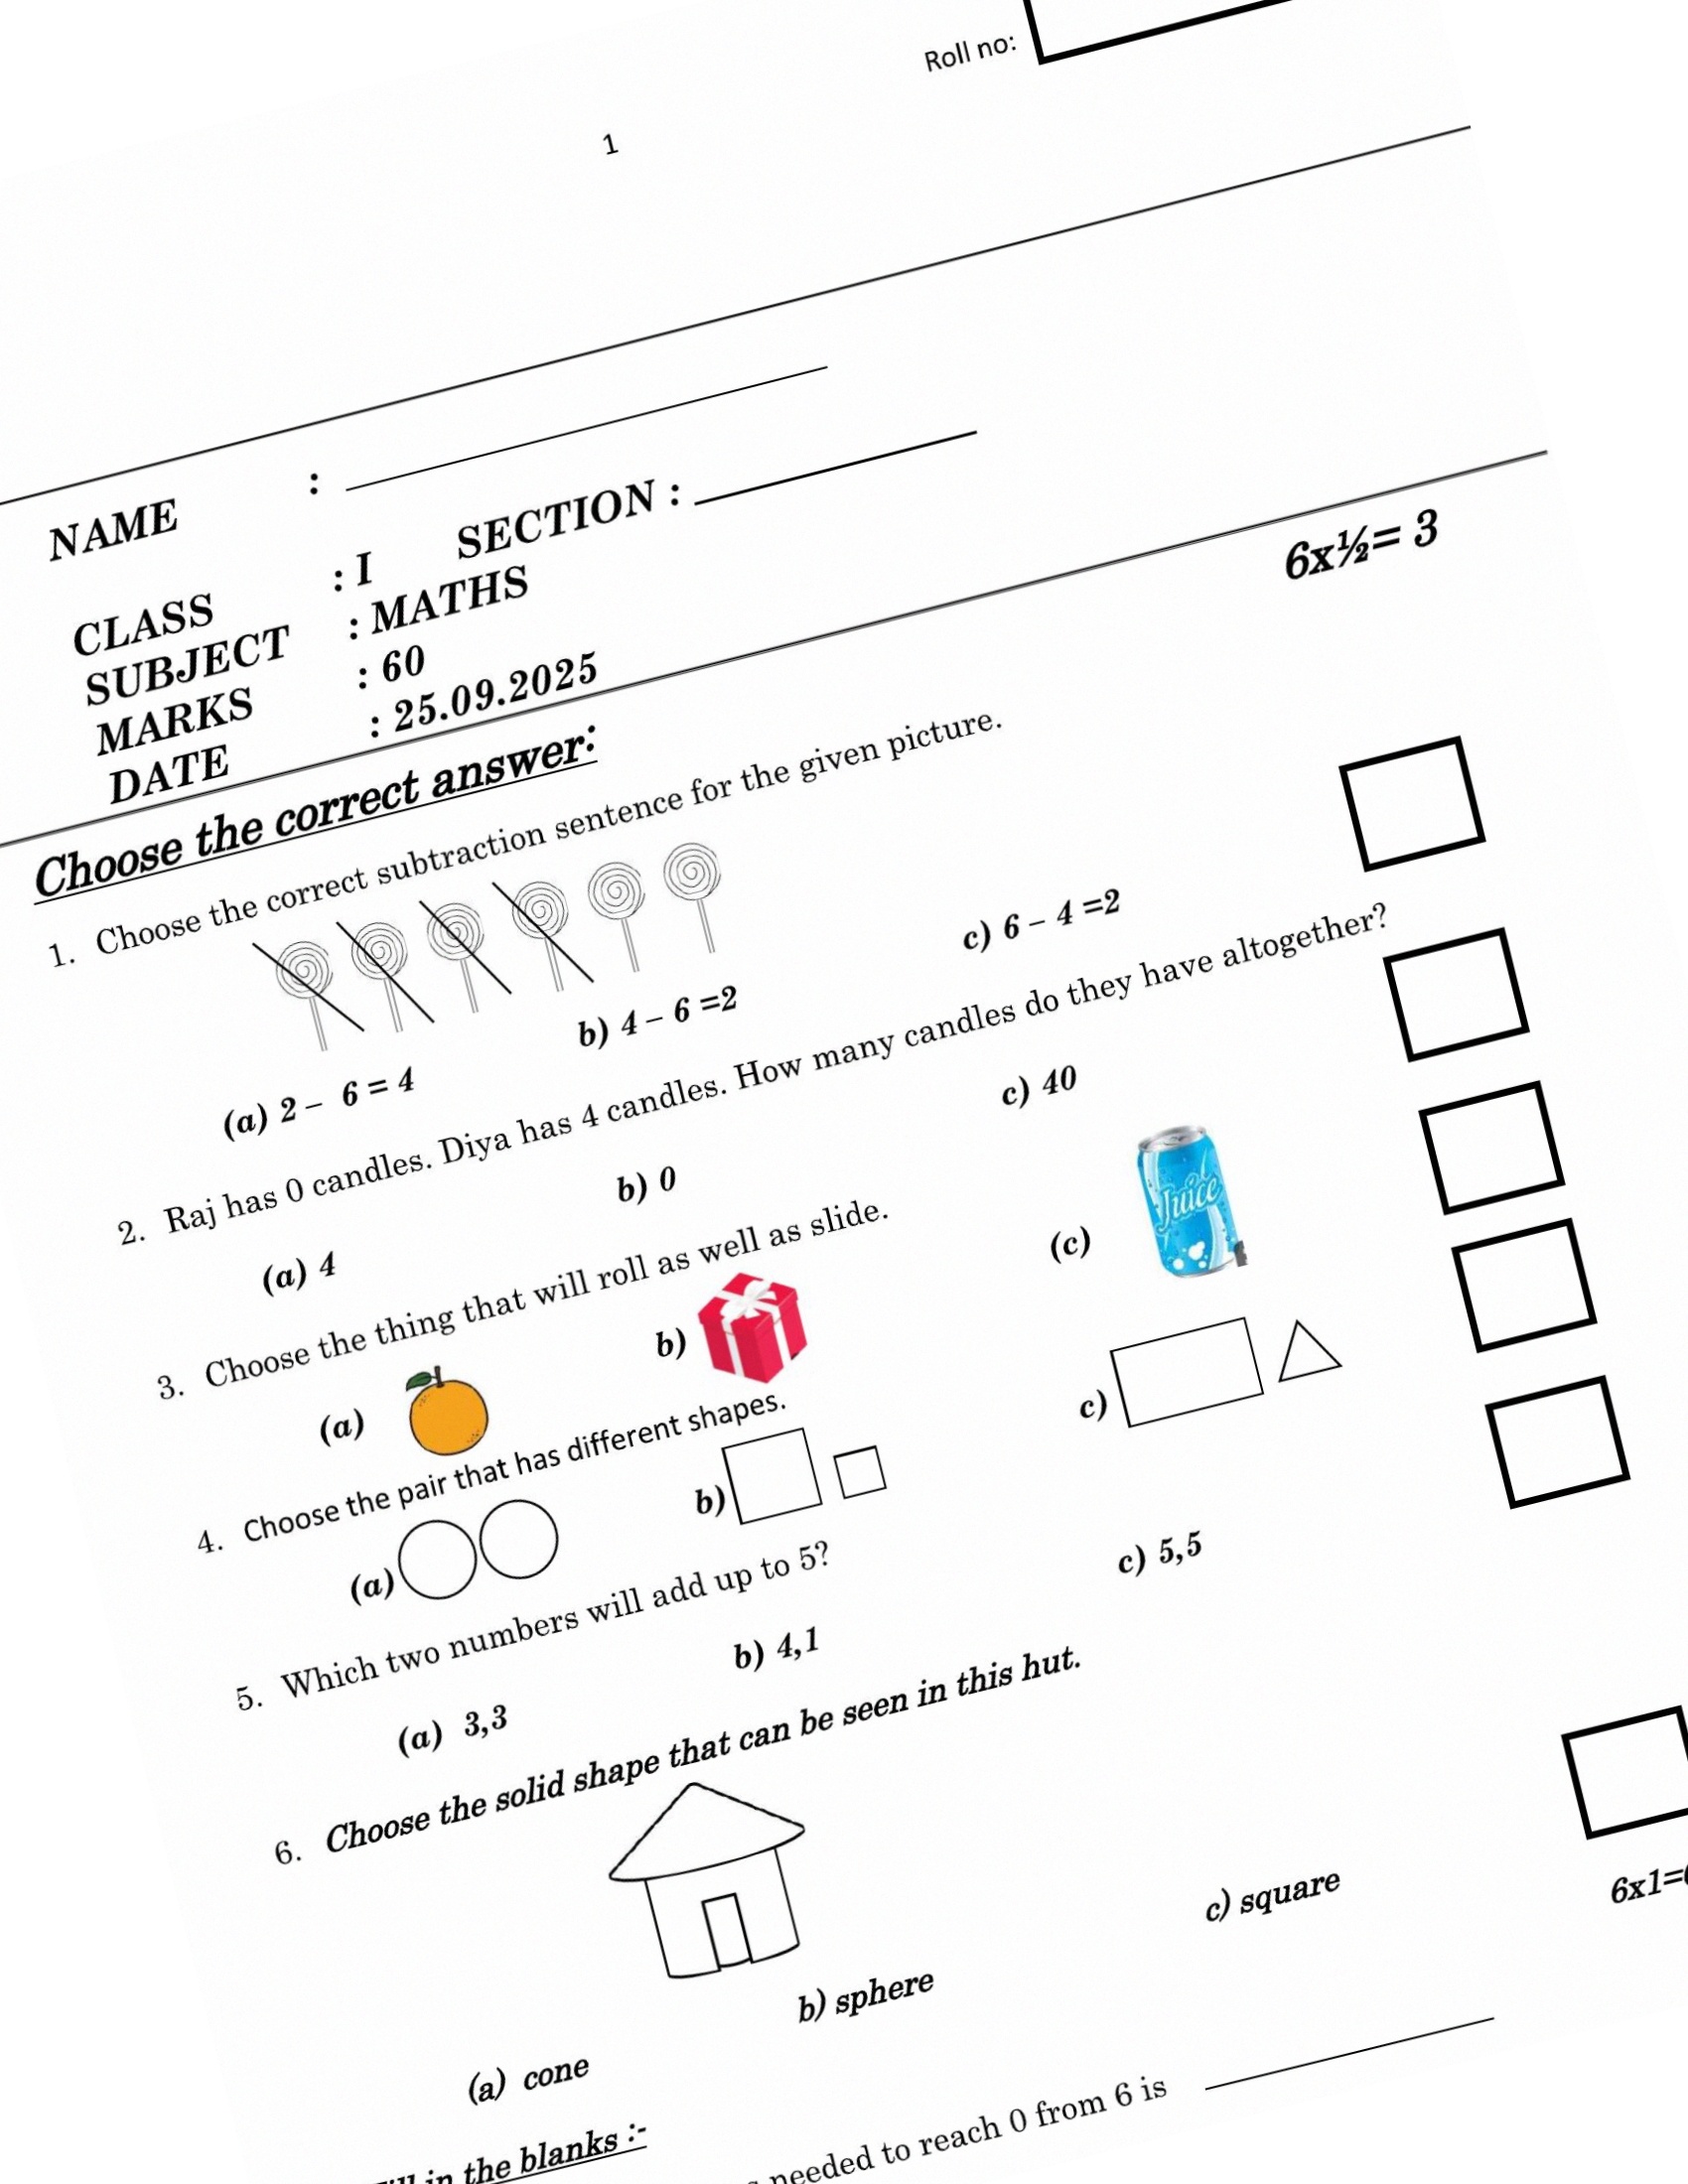 Roll no:
1
NAME :
CLASS : I SECTION :
SUBJECT : MATHS
MARKS : 60
DATE : 25.09.2025
Choose the correct answer: 6x½= 3
1. Choose the correct subtraction sentence for the given picture.
(a) 2 – 6 = 4 b) 4 – 6 =2 c) 6 – 4 =2
2. Raj has 0 candles. Diya has 4 candles. How many candles do they have altogether?
(a) 4 b) 0 c) 40
3. Choose the thing that will roll as well as slide.
(a) b) (c) Juice
4. Choose the pair that has different shapes.
(a) b) c)
5. Which two numbers will add up to 5?
(a) 3,3 b) 4,1 c) 5,5
6. Choose the solid shape that can be seen in this hut.
(a) cone b) sphere c) square
in the blanks :- 6x1=
needed to reach 0 from 6 is